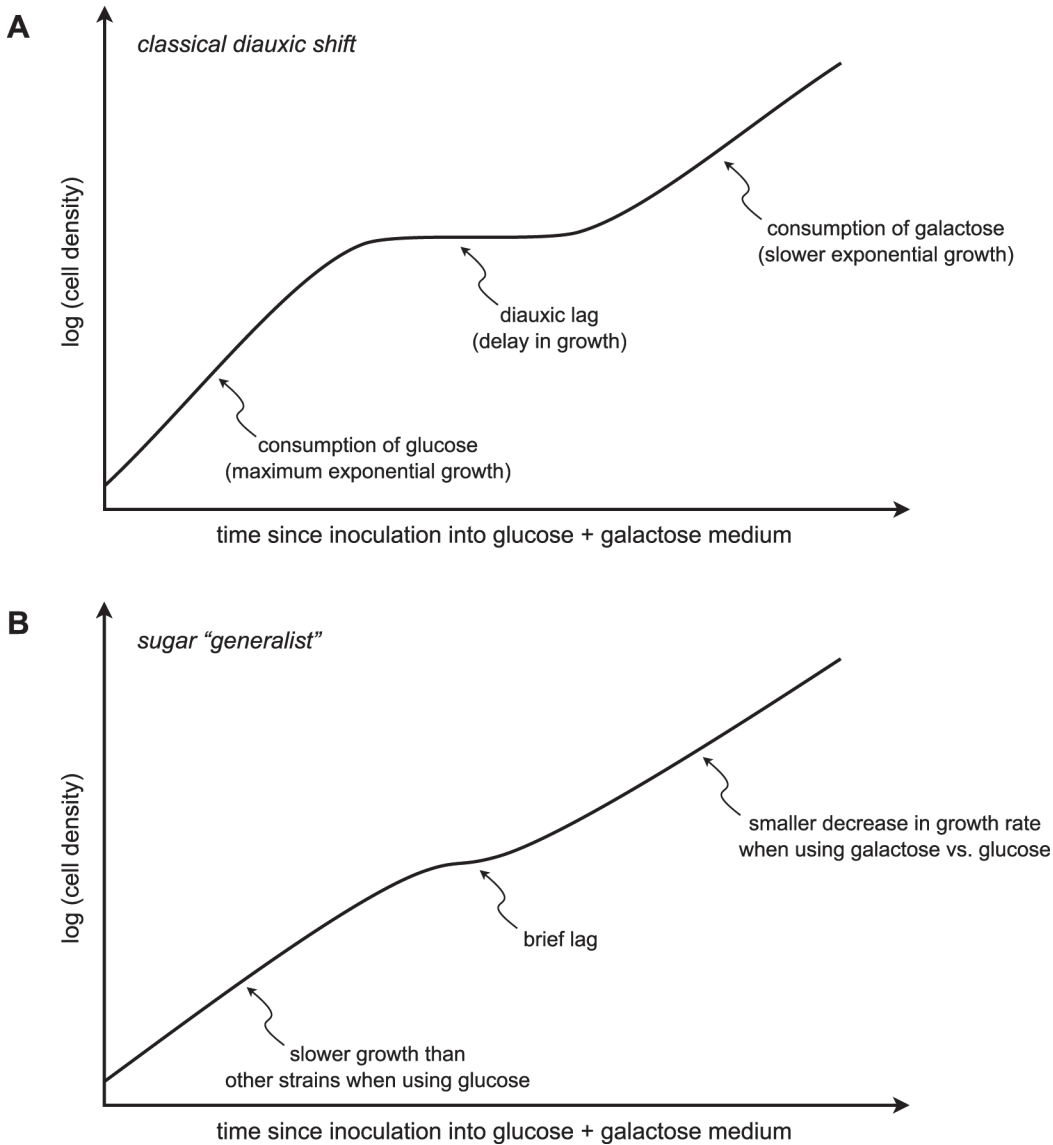 A
classical diauxic shift
log (cell density)
consumption of galactose
(slower exponential growth)
diauxic lag
(delay in growth)
consumption of glucose
(maximum exponential growth)
time since inoculation into glucose + galactose medium
B
sugar “generalist”
log (cell density)
smaller decrease in growth rate
when using galactose vs. glucose
brief lag
slower growth than
other strains when using glucose
time since inoculation into glucose + galactose medium